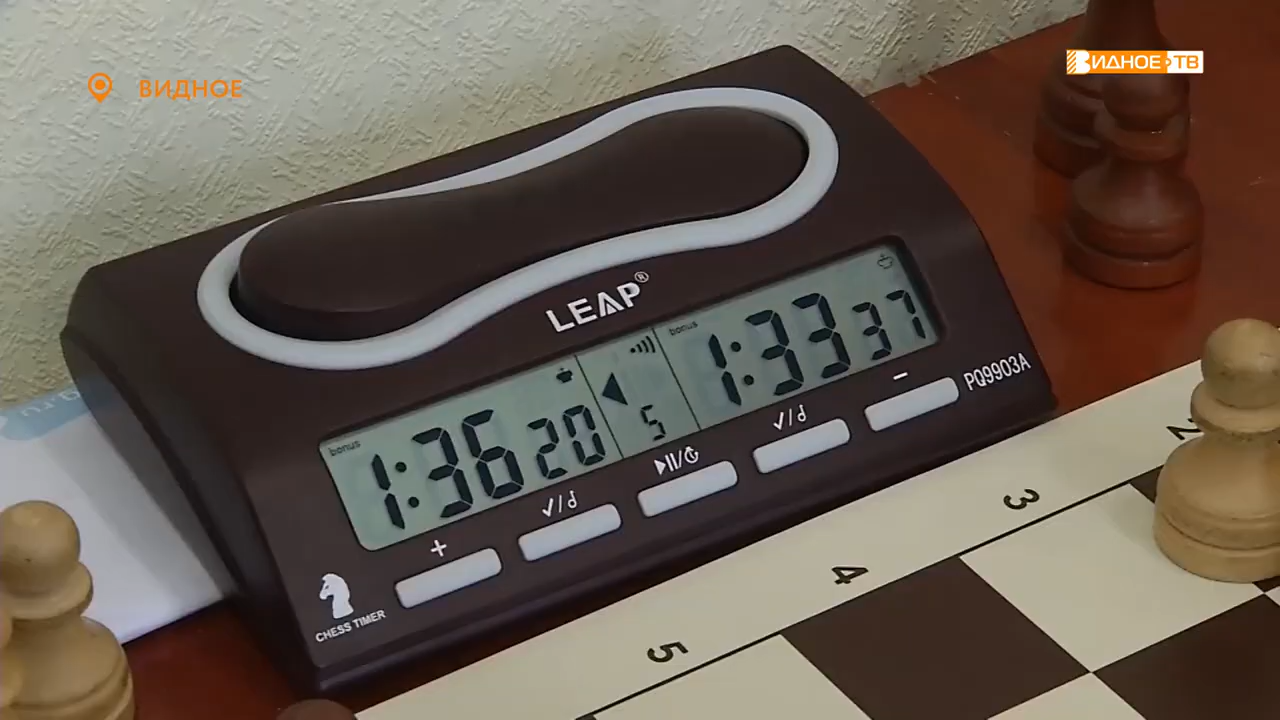 ВИДНОЕ
ВИДНОЕ ТВ
LEAP®
bonus
1:36 20
5
bonus
1:33 37
PQ9903A
+
-
CHESS TIMER
2
3
4
5